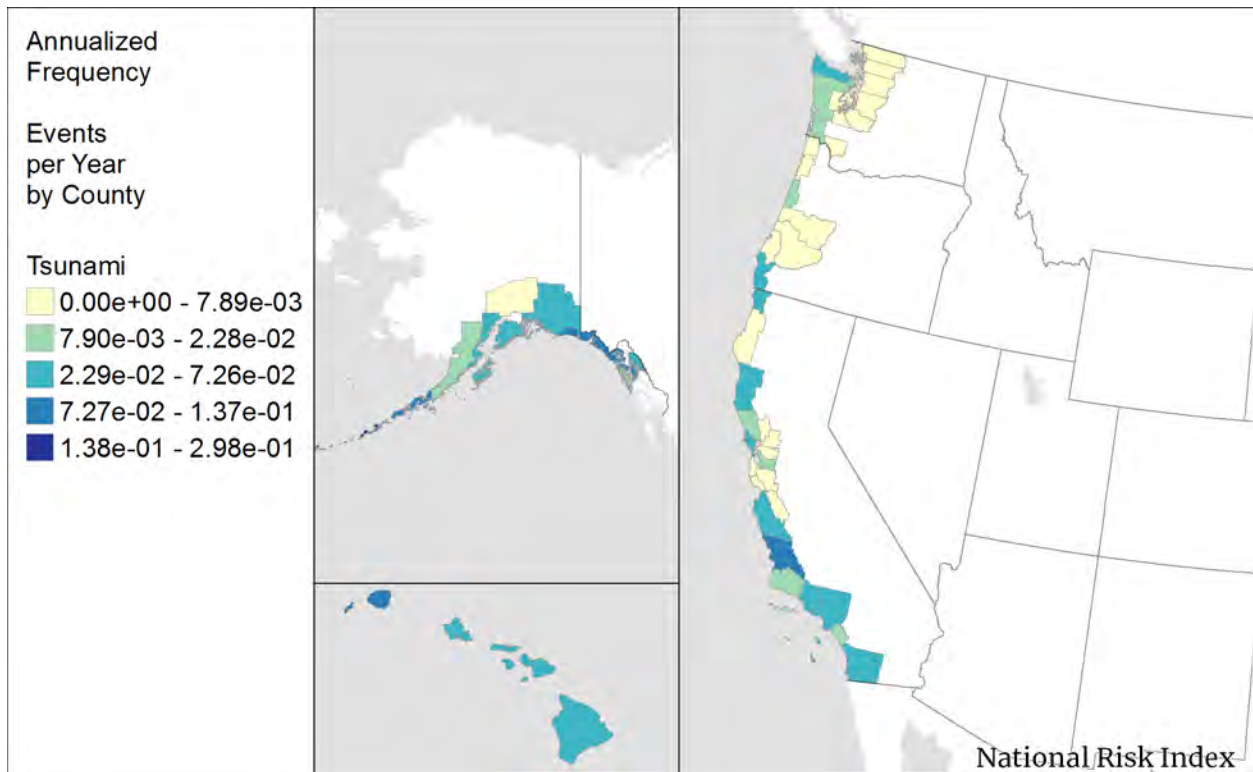 Annualized
Frequency
Events
per Year
by County
Tsunami
0.00e+00 - 7.89e-03
7.90e-03 - 2.28e-02
2.29e-02 - 7.26e-02
7.27e-02 - 1.37e-01
1.38e-01 - 2.98e-01
National Risk Index